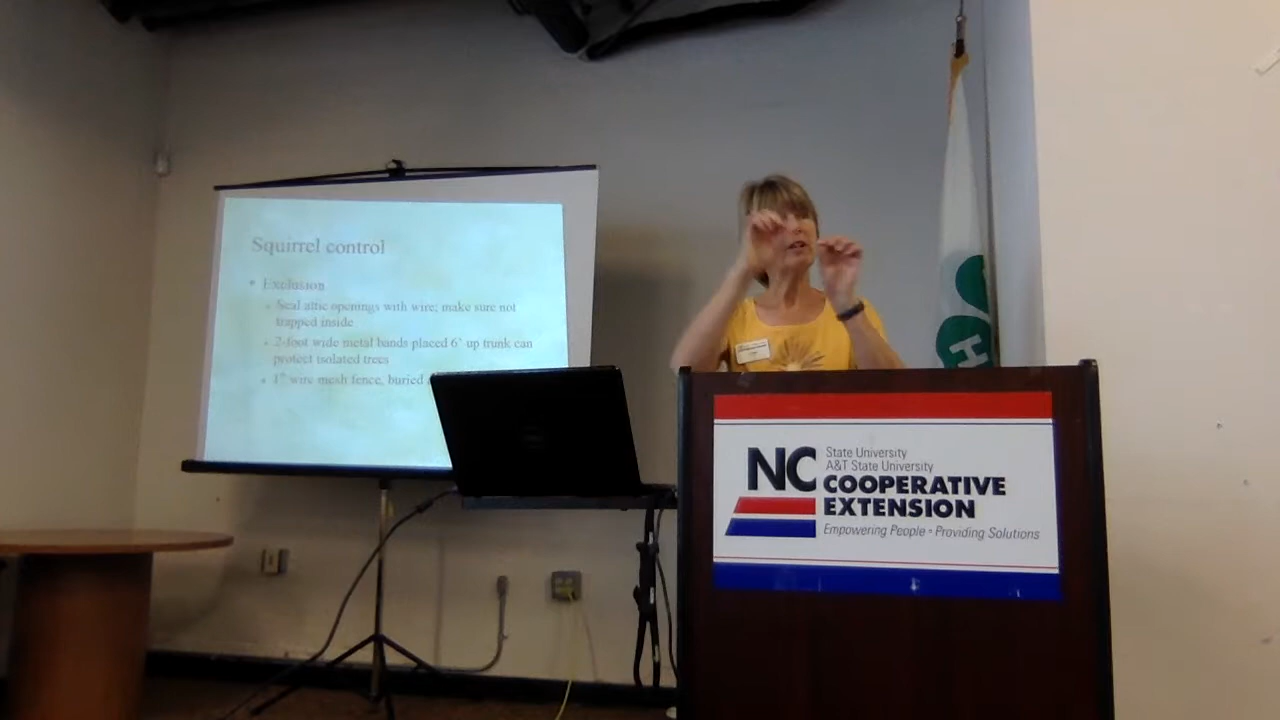 Squirrel control
• Exclusion
Seal attic openings with wire; make sure not
trapped inside
2-foot wide metal bands placed 6' up trunk can
protect isolated trees
1" wire mesh fence, buried
NC
State University
A&T State University
COOPERATIVE
EXTENSION
Empowering People • Providing Solutions
H